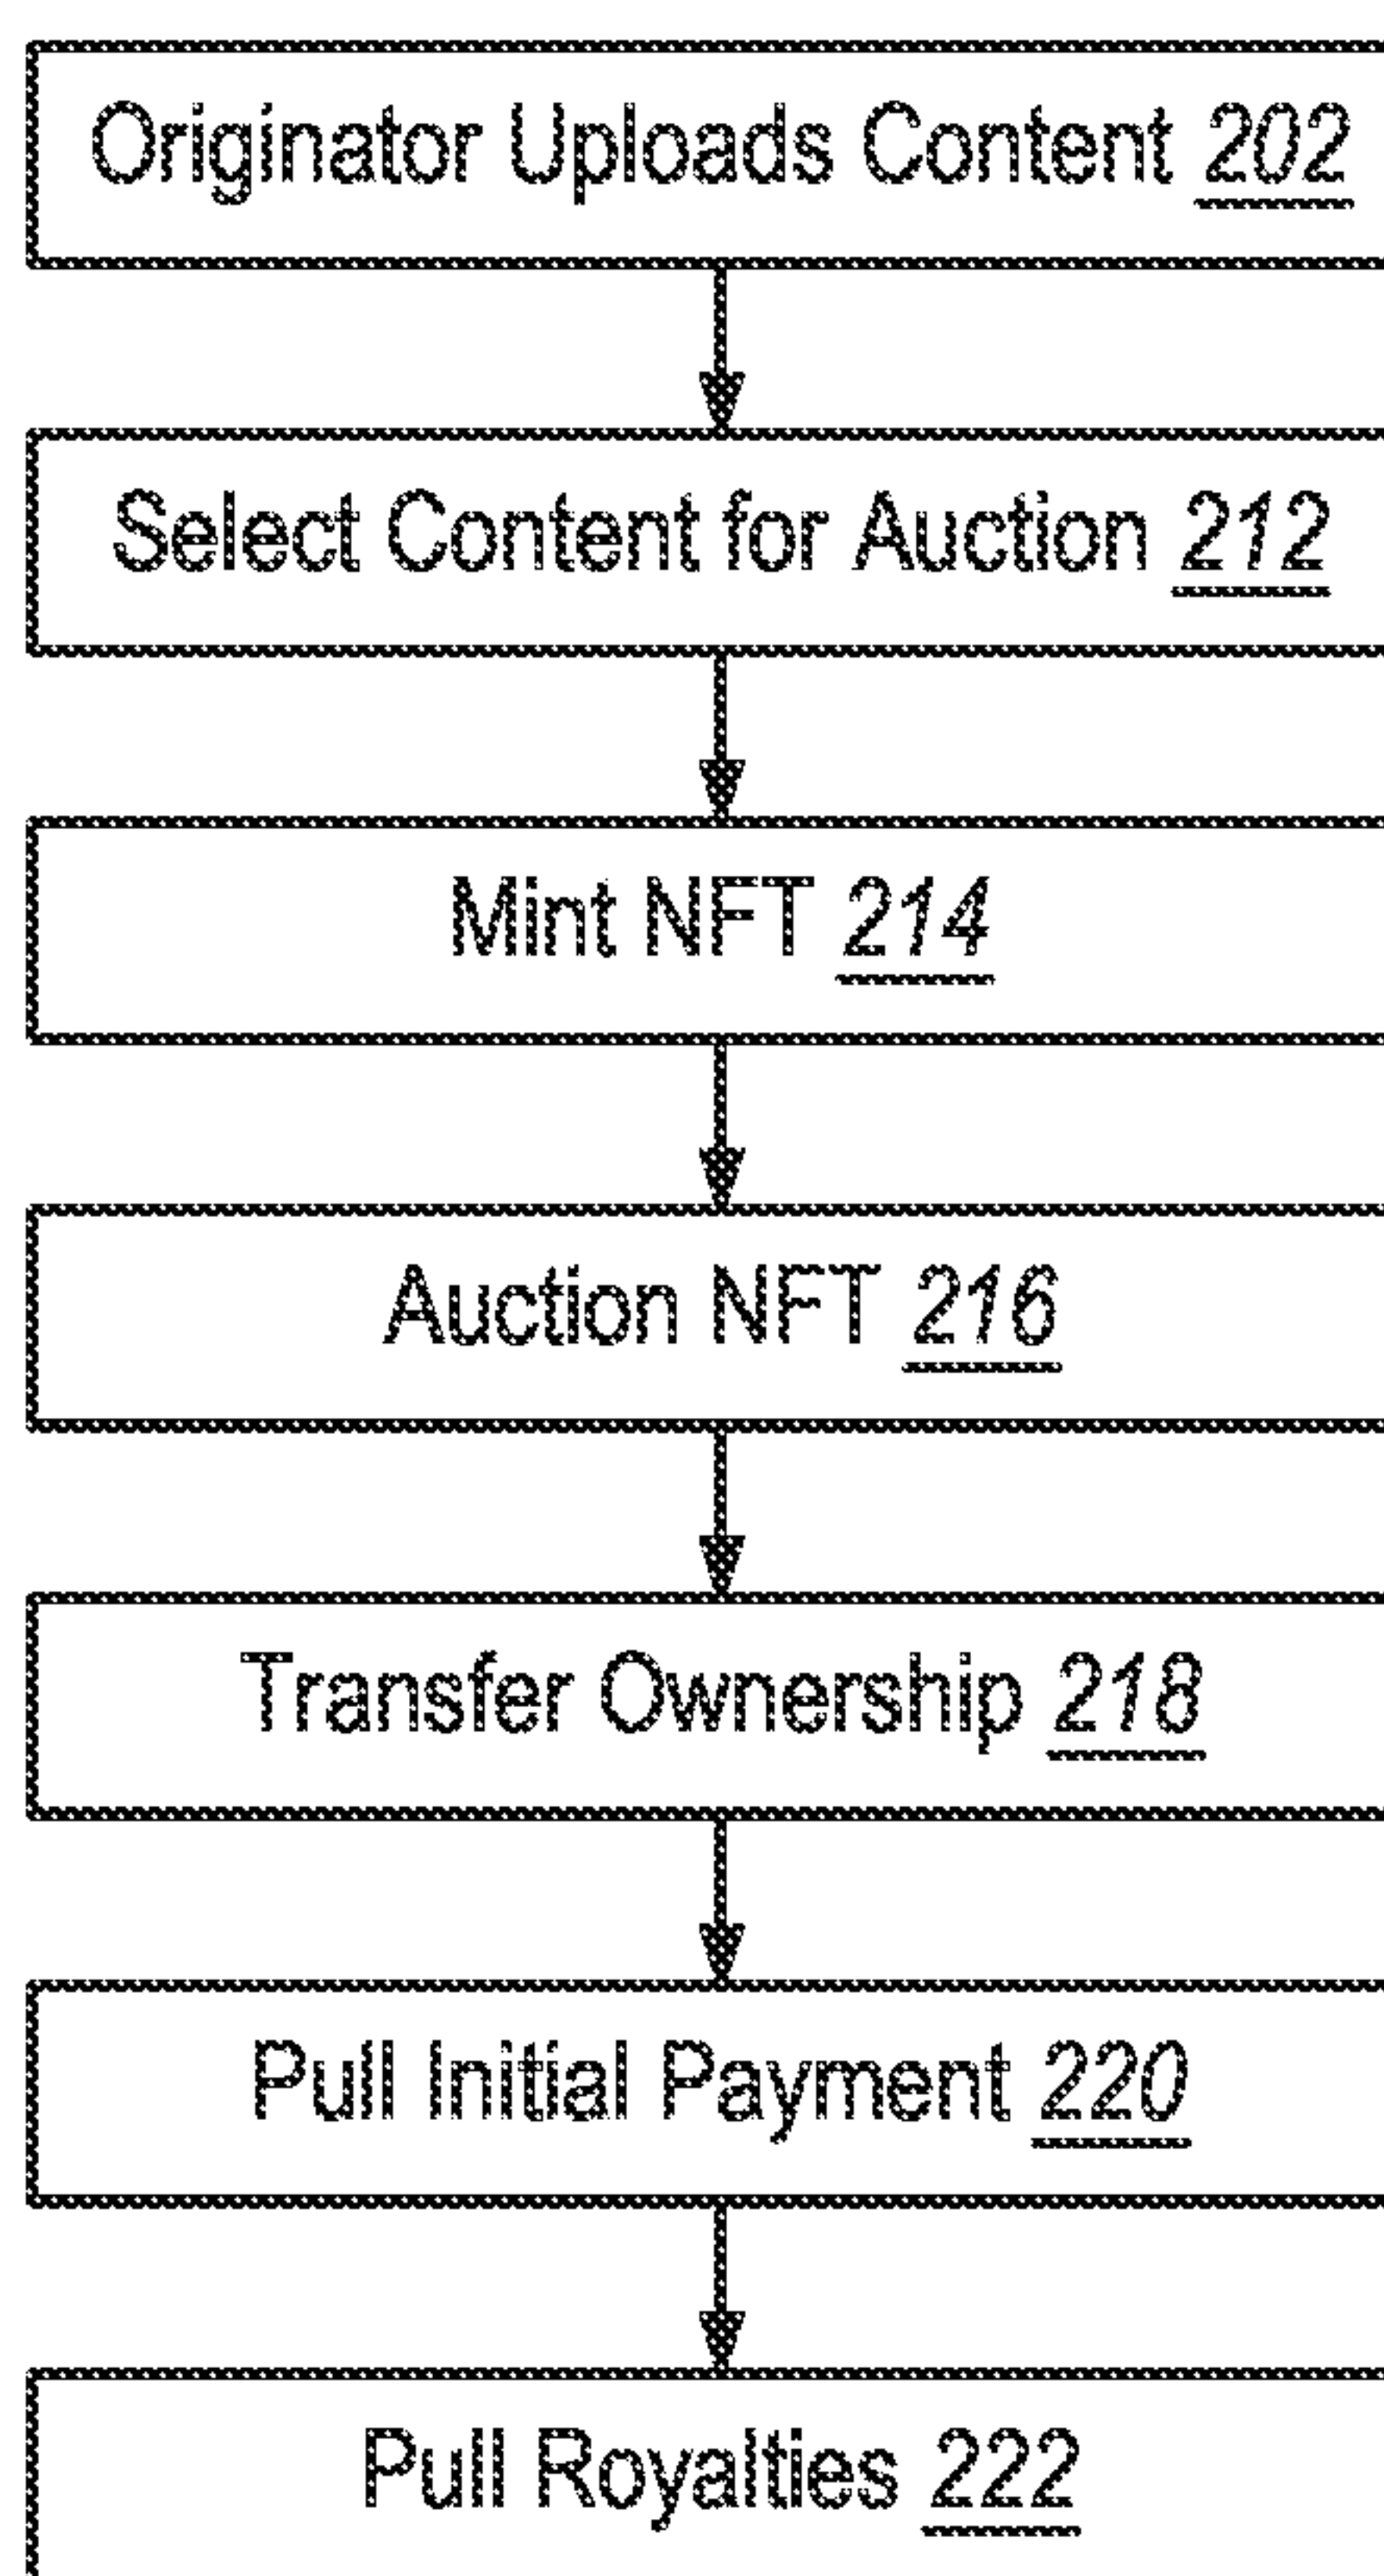 Originator Uploads Content 202
Select Content for Auction 212
Mint NFT 214
Auction NFT 216
Transfer Ownership 218
Pull Initial Payment 220
Pull Royalties 222